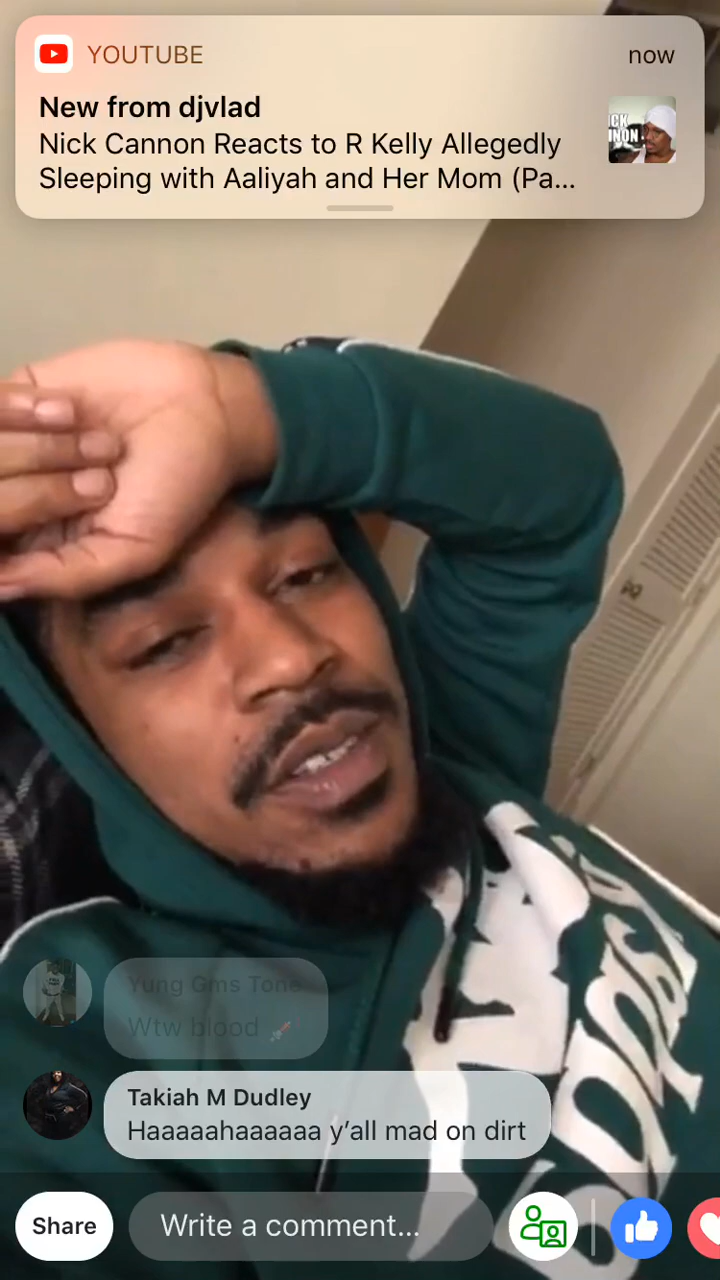 YOUTUBE
now
New from djvlad
Nick Cannon Reacts to R Kelly Allegedly
Sleeping with Aaliyah and Her Mom (Pa...
Yung Gms Tone
Wtw blood
Takiah M Dudley
Haaaaahaaaaaa y’all mad on dirt
Share
Write a comment...